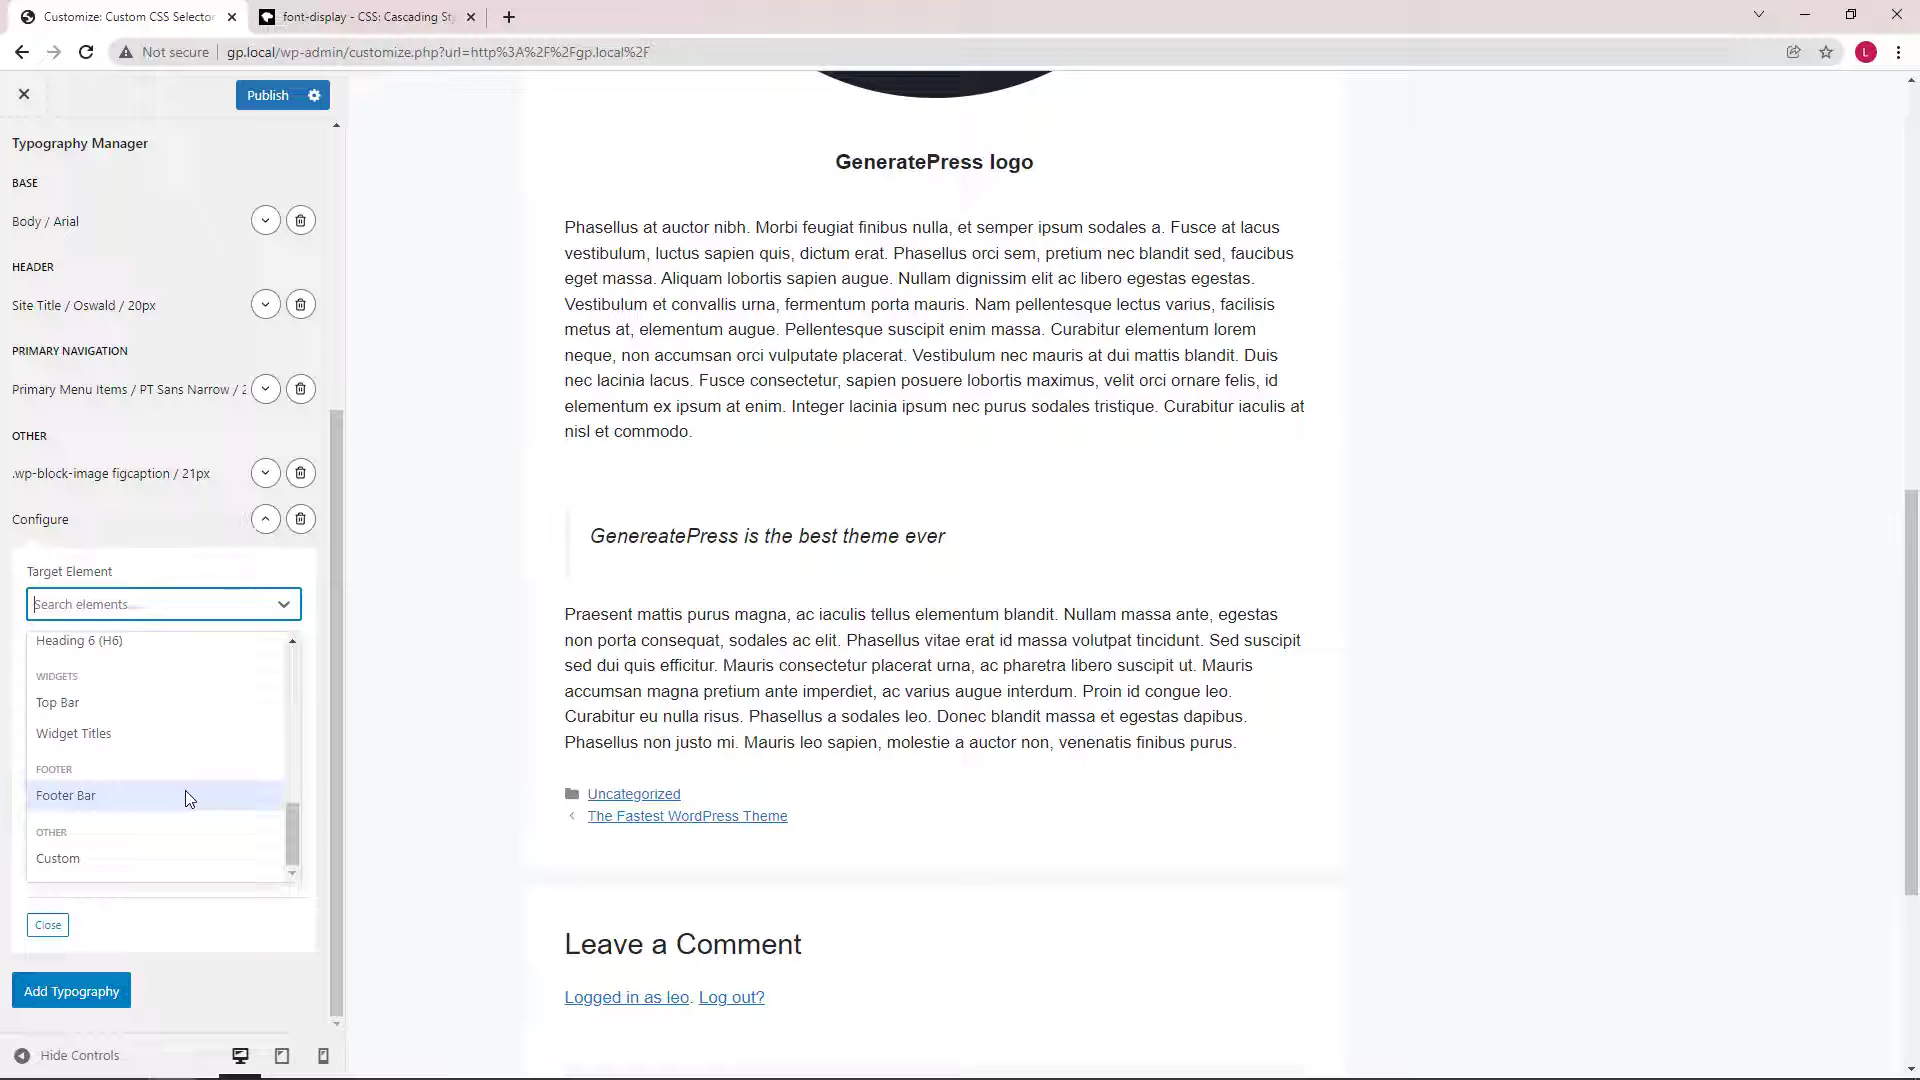 Customize: Custom CSS Selector
font-display - CSS: Cascading Sty
Not secure
gp.local/wp-admin/customize.php?url=http%3A%2F%2Fgp.local%2F
L
Publish
Typography Manager
BASE
Body / Arial
HEADER
Site Title / Oswald / 20px
PRIMARY NAVIGATION
Primary Menu Items / PT Sans Narrow / 2
OTHER
.wp-block-image figcaption / 21px
Configure
Target Element
Search elements...
Heading 6 (H6)
WIDGETS
Top Bar
Widget Titles
FOOTER
Footer Bar
OTHER
Custom
Close
Add Typography
Hide Controls
GeneratePress logo
Phasellus at auctor nibh. Morbi feugiat finibus nulla, et semper ipsum sodales a. Fusce at lacus
vestibulum, luctus sapien quis, dictum erat. Phasellus orci sem, pretium nec blandit sed, faucibus
eget massa. Aliquam lobortis sapien augue. Nullam dignissim elit ac libero egestas egestas.
Vestibulum et convallis urna, fermentum porta mauris. Nam pellentesque lectus varius, facilisis
metus at, elementum augue. Pellentesque suscipit enim massa. Curabitur elementum lorem
neque, non accumsan orci vulputate placerat. Vestibulum nec mauris at dui mattis blandit. Duis
nec lacinia lacus. Fusce consectetur, sapien posuere lobortis maximus, velit orci ornare felis, id
elementum ex ipsum at enim. Integer lacinia ipsum nec purus sodales tristique. Curabitur iaculis at
nisl et commodo.
GenereatePress is the best theme ever
Praesent mattis purus magna, ac iaculis tellus elementum blandit. Nullam massa ante, egestas
non porta consequat, sodales ac elit. Phasellus vitae erat id massa volutpat tincidunt. Sed suscipit
sed dui quis efficitur. Mauris consectetur placerat urna, ac pharetra libero suscipit ut. Mauris
accumsan magna pretium ante imperdiet, ac varius augue interdum. Proin id congue leo.
Curabitur eu nulla risus. Phasellus a sodales leo. Donec blandit massa et egestas dapibus.
Phasellus non justo mi. Mauris leo sapien, molestie a auctor non, venenatis finibus purus.
Uncategorized
The Fastest WordPress Theme
Leave a Comment
Logged in as leo. Log out?